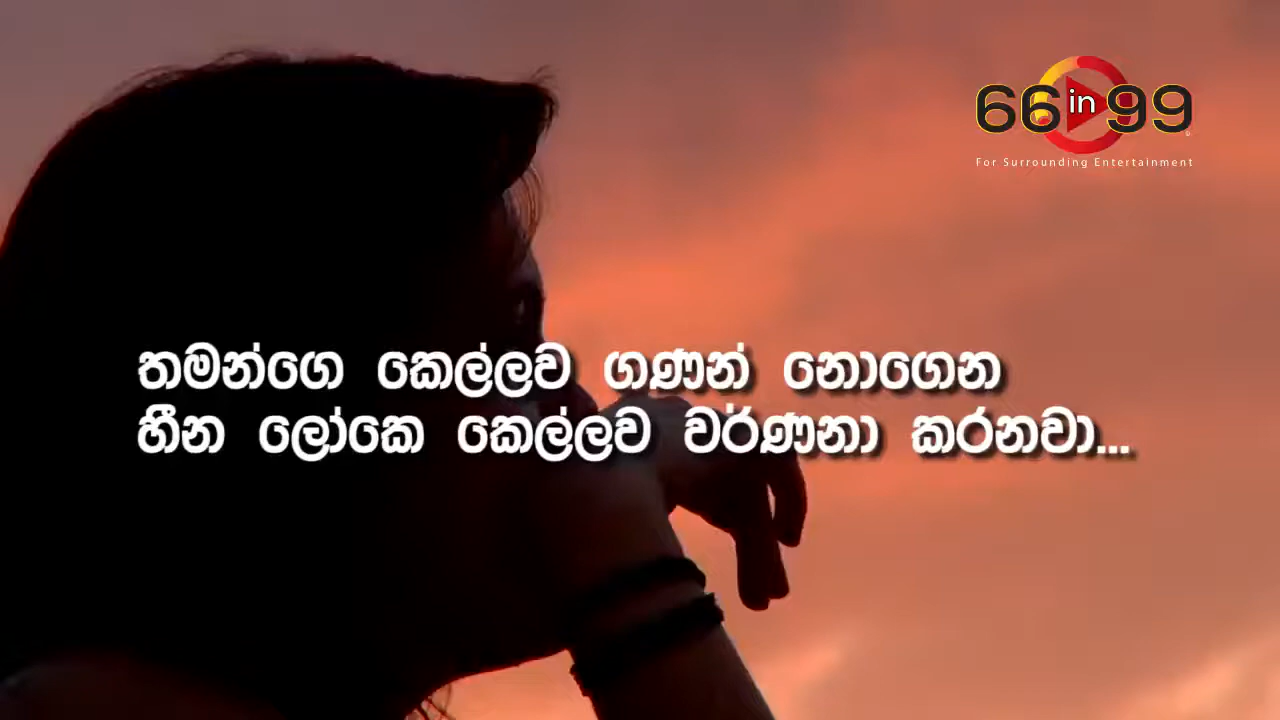 66in99
For Surrounding Entertainment
තමන්ගෙ කෙල්ලව ගණන් නොගෙන
හීන ලෝකෙ කෙල්ලව වර්ණනා කරනවා...